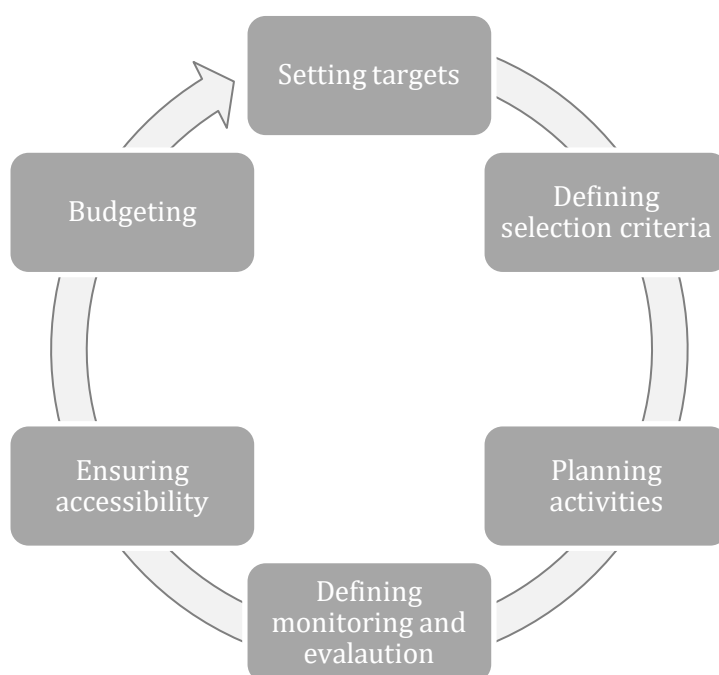 Setting targets
Defining
selection criteria
Planning
activities
Defining
monitoring and
evalaution
Ensuring
accessibility
Budgeting